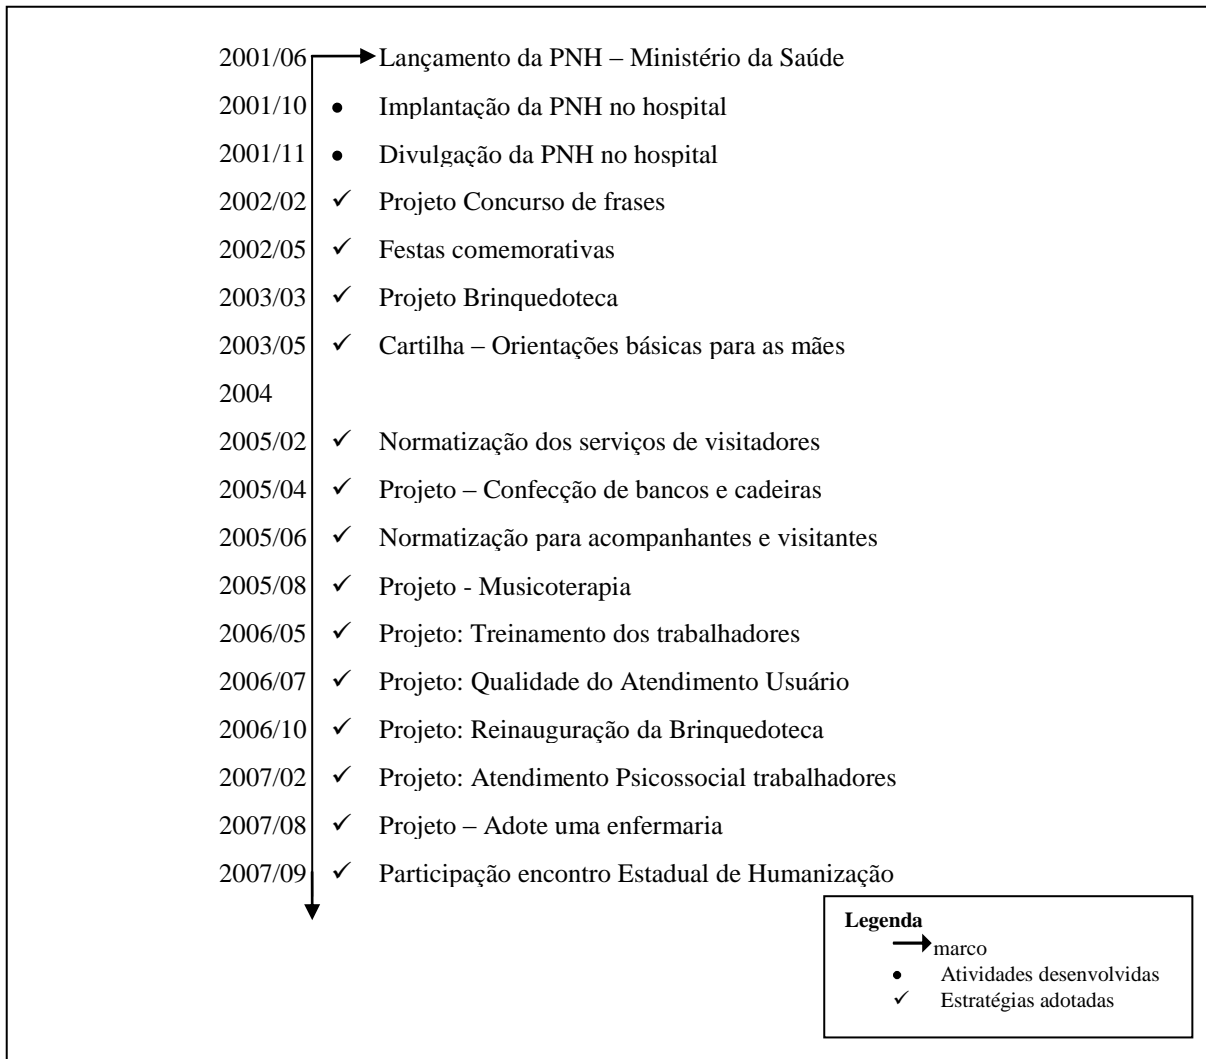 2001/06 Lançamento da PNH – Ministério da Saúde
2001/10 • Implantação da PNH no hospital
2001/11 • Divulgação da PNH no hospital
2002/02 ✓ Projeto Concurso de frases
2002/05 ✓ Festas comemorativas
2003/03 ✓ Projeto Brinquedoteca
2003/05 ✓ Cartilha – Orientações básicas para as mães
2004
2005/02 ✓ Normatização dos serviços de visitadores
2005/04 ✓ Projeto – Confecção de bancos e cadeiras
2005/06 ✓ Normatização para acompanhantes e visitantes
2005/08 ✓ Projeto - Musicoterapia
2006/05 ✓ Projeto: Treinamento dos trabalhadores
2006/07 ✓ Projeto: Qualidade do Atendimento Usuário
2006/10 ✓ Projeto: Reinauguração da Brinquedoteca
2007/02 ✓ Projeto: Atendimento Psicossocial trabalhadores
2007/08 ✓ Projeto – Adote uma enfermaria
2007/09 ✓ Participação encontro Estadual de Humanização
Legenda
marco
• Atividades desenvolvidas
✓ Estratégias adotadas